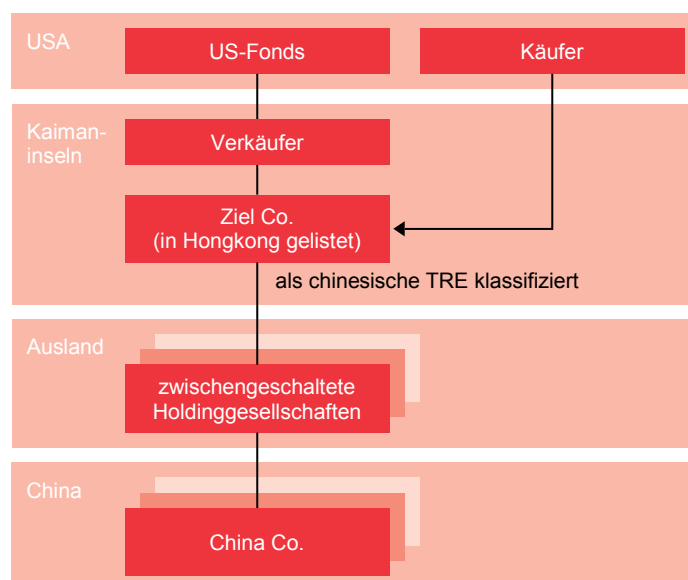 USA
US-Fonds
Käufer
Kaiman-
inseln
Verkäufer
Ziel Co.
(in Hongkong gelistet)
als chinesische TRE klassifiziert
Ausland
zwischengeschaltete
Holdinggesellschaften
China
China Co.